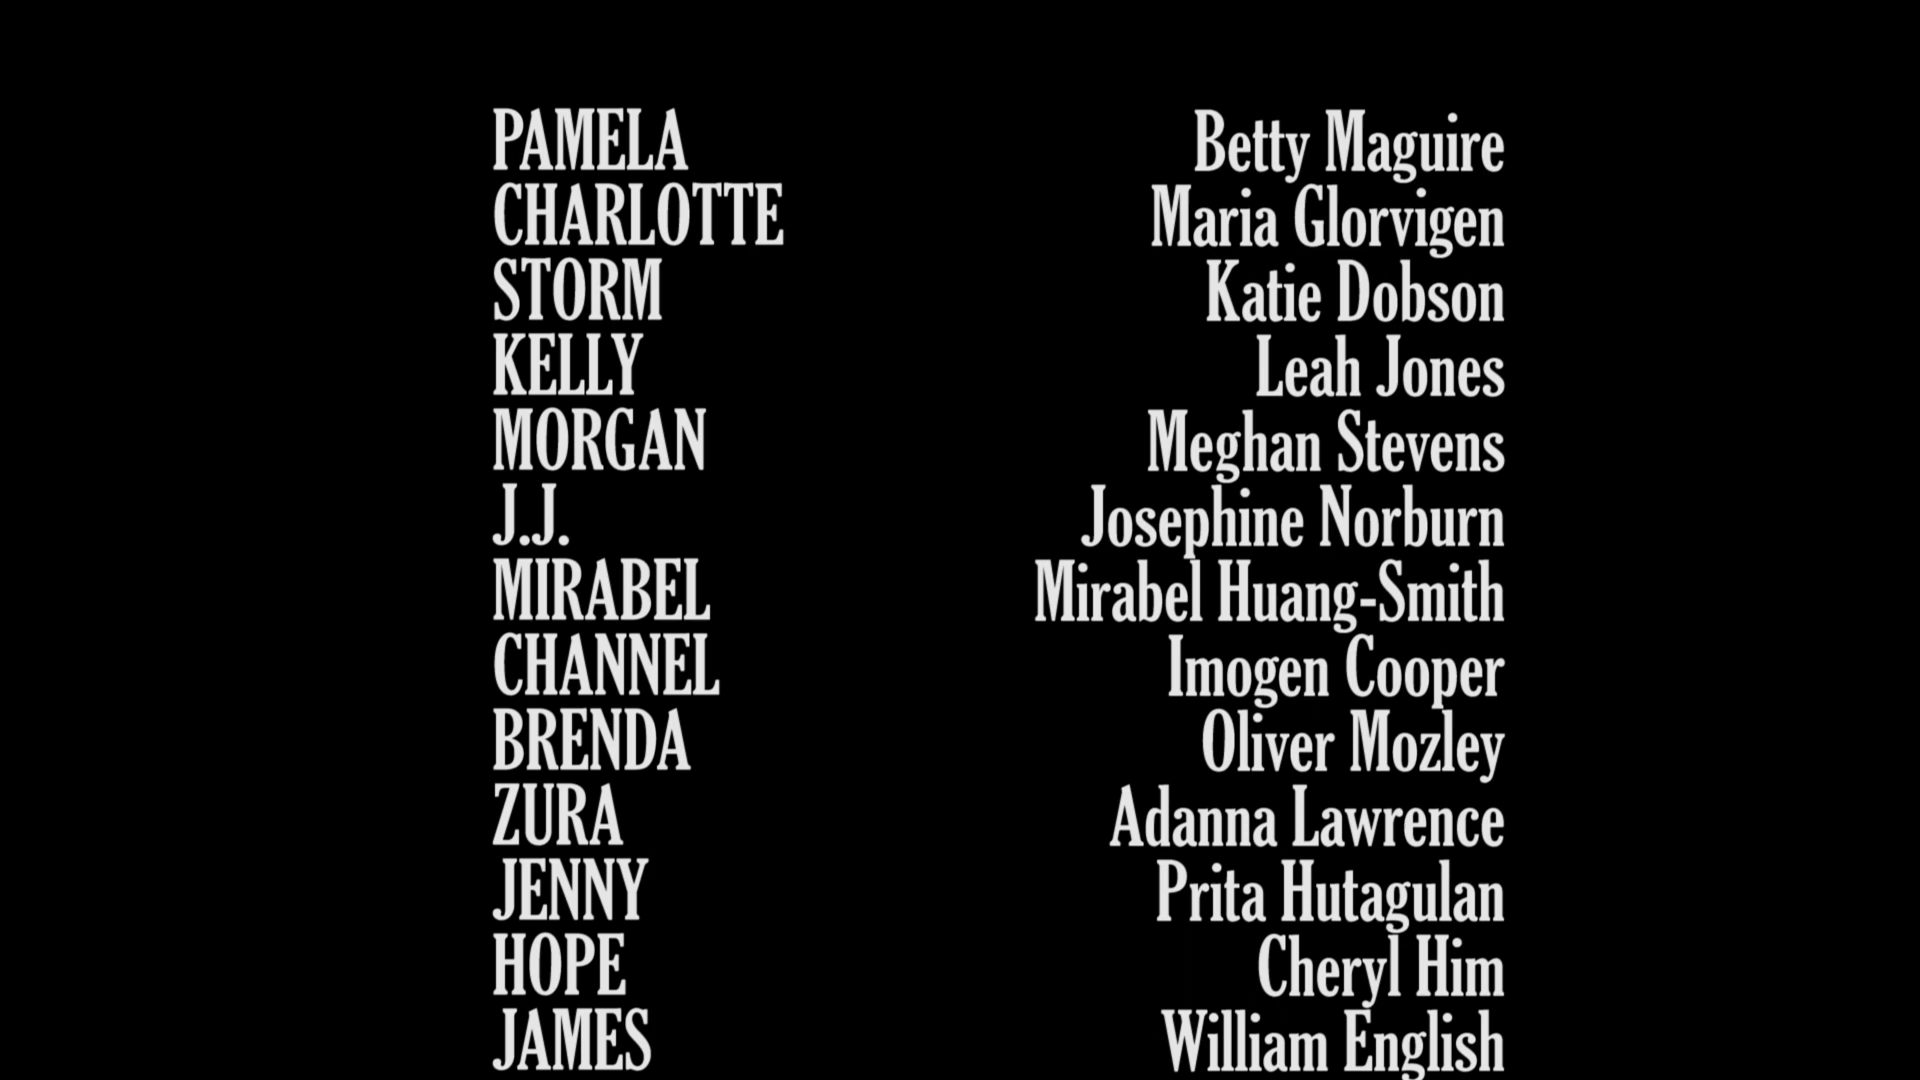 PAMELA Betty Maguire
CHARLOTTE Maria Glorvigen
STORM Katie Dobson
KELLY Leah Jones
MORGAN Meghan Stevens
J.J. Josephine Norburn
MIRABEL Mirabel Huang-Smith
CHANNEL Imogen Cooper
BRENDA Oliver Mozley
ZURA Adanna Lawrence
JENNY Prita Hutagulan
HOPE Cheryl Him
JAMES William English